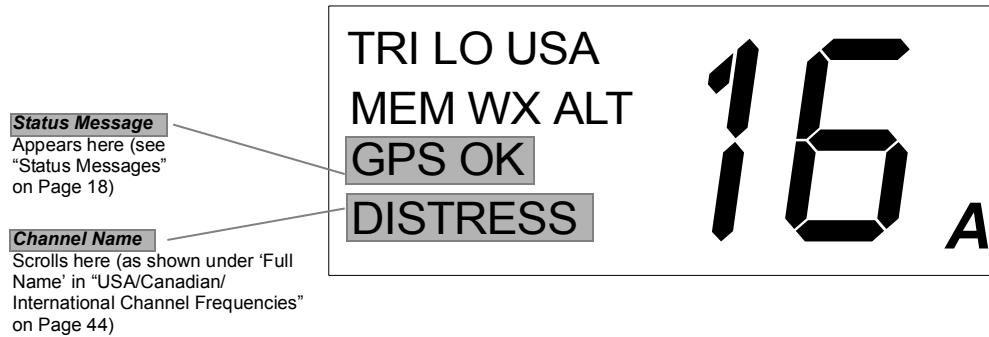 TRI LO USA
MEM WX ALT
GPS OK
DISTRESS
16
A
Status Message
Appears here (see
“Status Messages”
on Page 18)
Channel Name
Scrolls here (as shown under ‘Full
Name’ in “USA/Canadian/
International Channel Frequencies”
on Page 44)